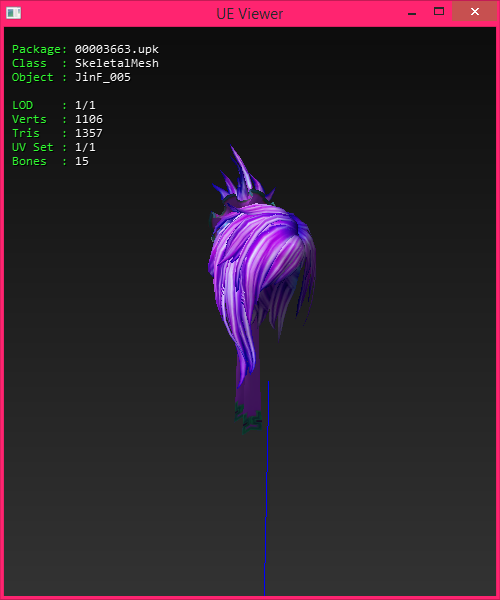 UE Viewer
Package: 00003663.upk
Class : SkeletalMesh
Object : JinF_005
LOD : 1/1
Verts : 1106
Tris : 1357
UV Set : 1/1
Bones : 15